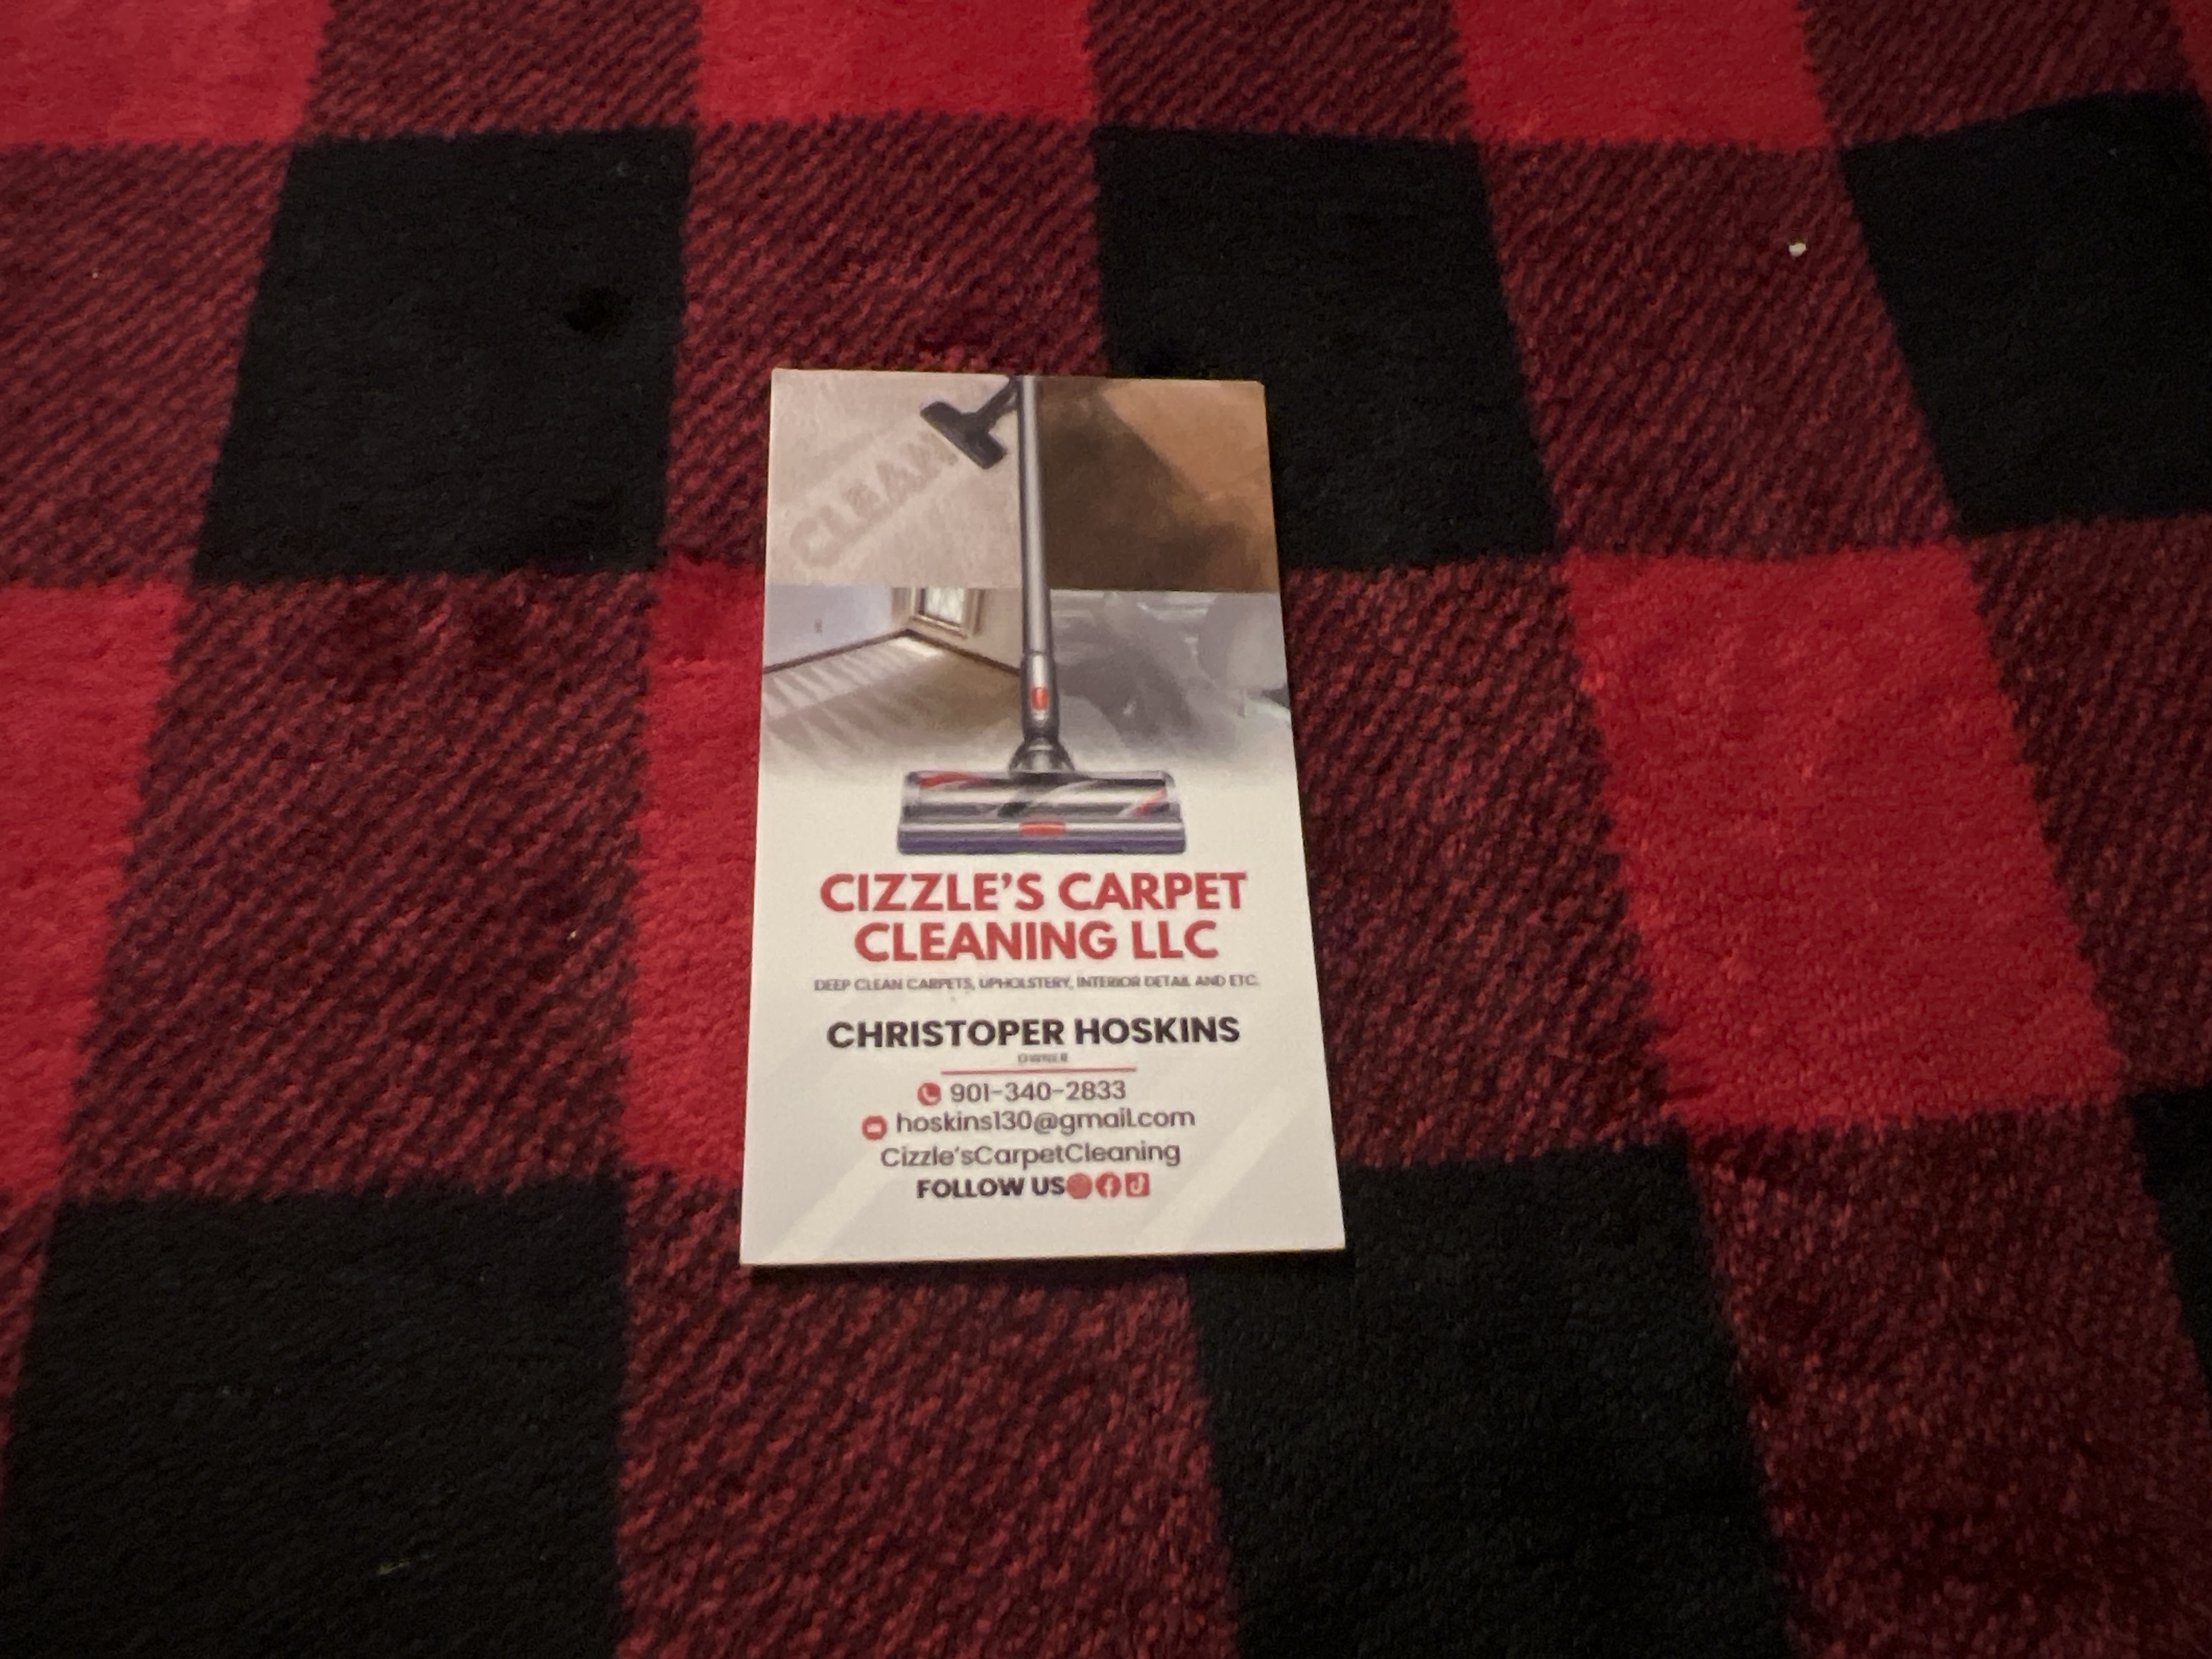 CLEAN
CIZZLE'S CARPET
CLEANING LLC
DEEP CLEAN CARPETS, UPHOLSTERY, INTERIOR DETAIL AND ETC.
CHRISTOPER HOSKINS
OWNER
901-340-2833
hoskins130@gmail.com
Cizzle'sCarpetCleaning
FOLLOW US